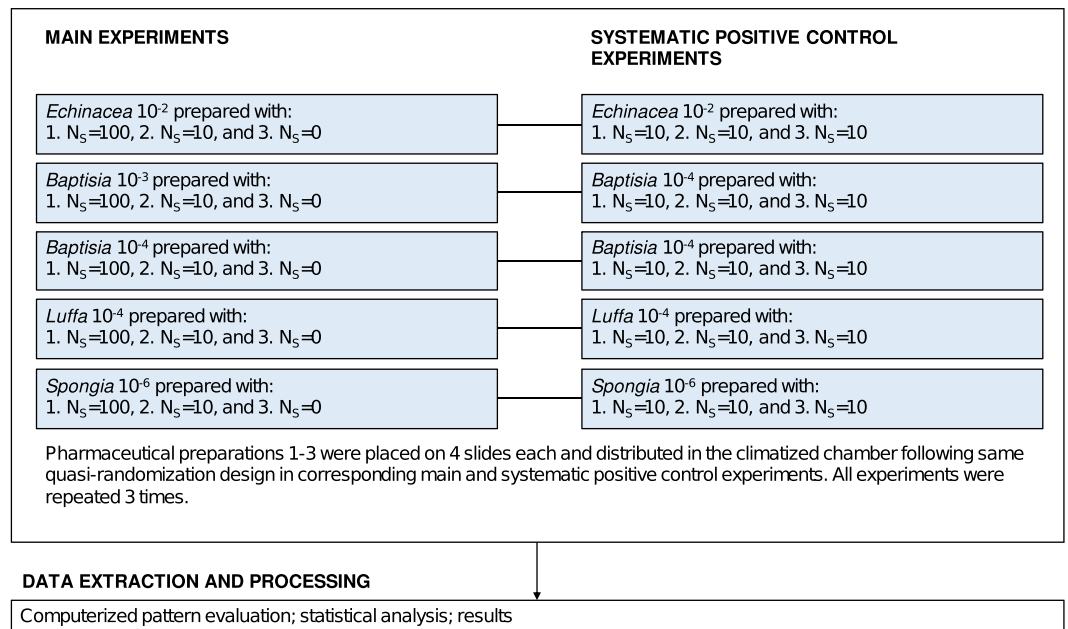 MAIN EXPERIMENTS
SYSTEMATIC POSITIVE CONTROL
EXPERIMENTS
Echinacea 10⁻² prepared with:
1. Nₛ=100, 2. Nₛ=10, and 3. Nₛ=0
Echinacea 10⁻² prepared with:
1. Nₛ=10, 2. Nₛ=10, and 3. Nₛ=10
Baptisia 10⁻³ prepared with:
1. Nₛ=100, 2. Nₛ=10, and 3. Nₛ=0
Baptisia 10⁻⁴ prepared with:
1. Nₛ=10, 2. Nₛ=10, and 3. Nₛ=10
Baptisia 10⁻⁴ prepared with:
1. Nₛ=100, 2. Nₛ=10, and 3. Nₛ=0
Baptisia 10⁻⁴ prepared with:
1. Nₛ=10, 2. Nₛ=10, and 3. Nₛ=10
Luffa 10⁻⁴ prepared with:
1. Nₛ=100, 2. Nₛ=10, and 3. Nₛ=0
Luffa 10⁻⁴ prepared with:
1. Nₛ=10, 2. Nₛ=10, and 3. Nₛ=10
Spongia 10⁻⁶ prepared with:
1. Nₛ=100, 2. Nₛ=10, and 3. Nₛ=0
Spongia 10⁻⁶ prepared with:
1. Nₛ=10, 2. Nₛ=10, and 3. Nₛ=10
Pharmaceutical preparations 1-3 were placed on 4 slides each and distributed in the climatized chamber following same
quasi-randomization design in corresponding main and systematic positive control experiments. All experiments were
repeated 3 times.
DATA EXTRACTION AND PROCESSING
Computerized pattern evaluation; statistical analysis; results